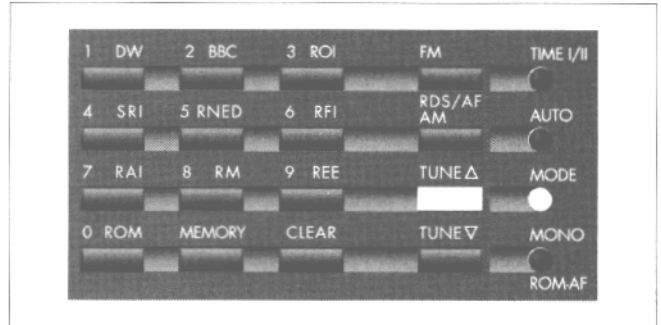 1 DW 2 BBC 3 ROI FM TIME I/II
4 SRI 5 RNED 6 RFI RDS/AF AM AUTO
7 RAI 8 RM 9 REE TUNE△ MODE
0 ROM MEMORY CLEAR TUNE▽ MONO
ROM-AF